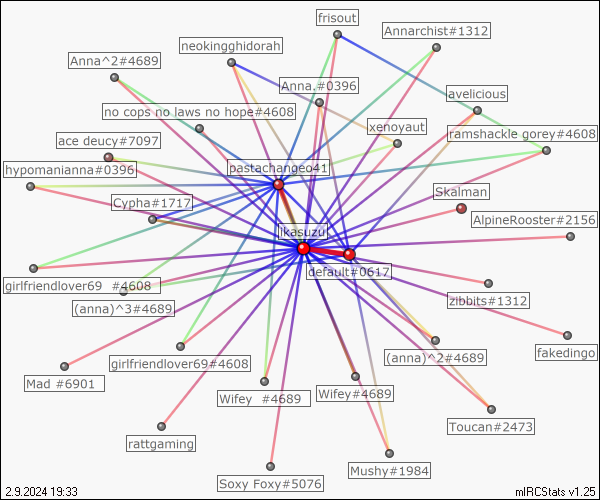 frisout
Annarchist#1312
neokingghidorah
Anna^2#4689
Anna.#0396
avelicious
no cops no laws no hope#4608
xenoyaut
ramshackle gorey#4608
ace deucy#7097
pastachangeo41
hypomanianna#0396
Skalman
Cypha#1717
AlpineRooster#2156
ikasuzu
default#0617
girlfriendlover69 #4608
zibbits#1312
(anna)^3#4689
(anna)^2#4689
fakedingo
girlfriendlover69#4608
Mad #6901
Wifey #4689
Wifey#4689
Toucan#2473
rattgaming
Mushy#1984
Soxy Foxy#5076
2.9.2024 19:33
mIRCStats v1.25